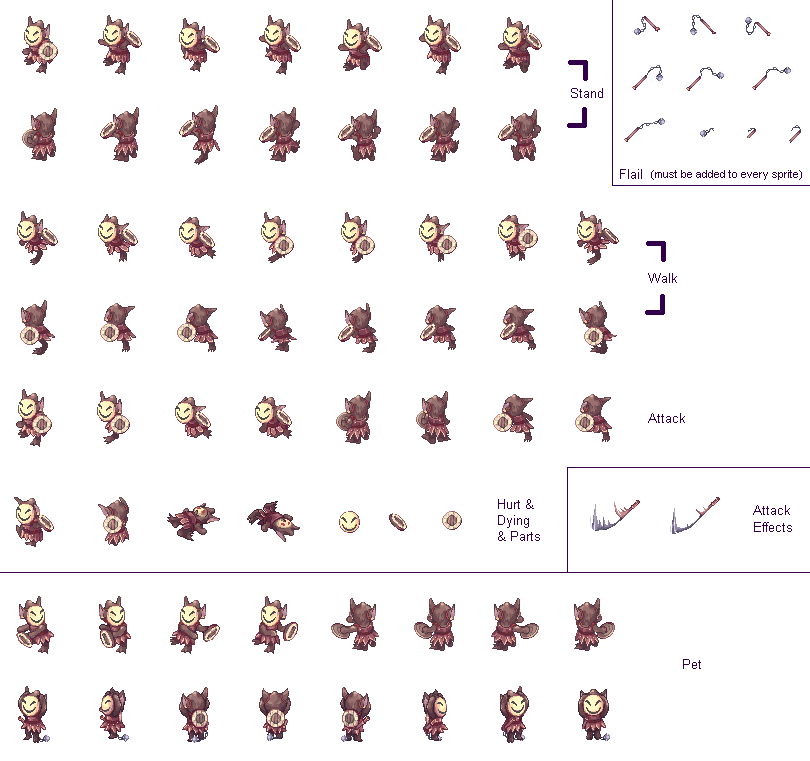 Stand
Flail (must be added to every sprite)
Walk
Attack
Hurt &
Dying
& Parts
Attack
Effects
Pet